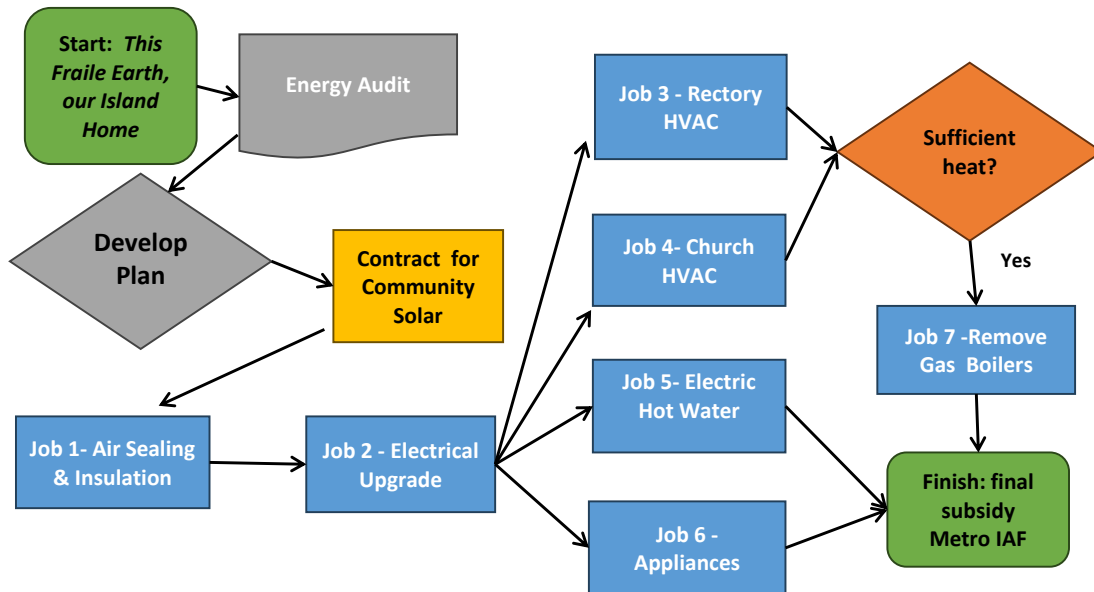 Start: This
Fraile Earth,
our Island
Home
Energy Audit
Develop
Plan
Contract for
Community
Solar
Job 1- Air Sealing
& Insulation
Job 2 - Electrical
Upgrade
Job 3 - Rectory
HVAC
Job 4- Church
HVAC
Job 5- Electric
Hot Water
Job 6 -
Appliances
Sufficient
heat?
Yes
Job 7 -Remove
Gas Boilers
Finish: final
subsidy
Metro IAF